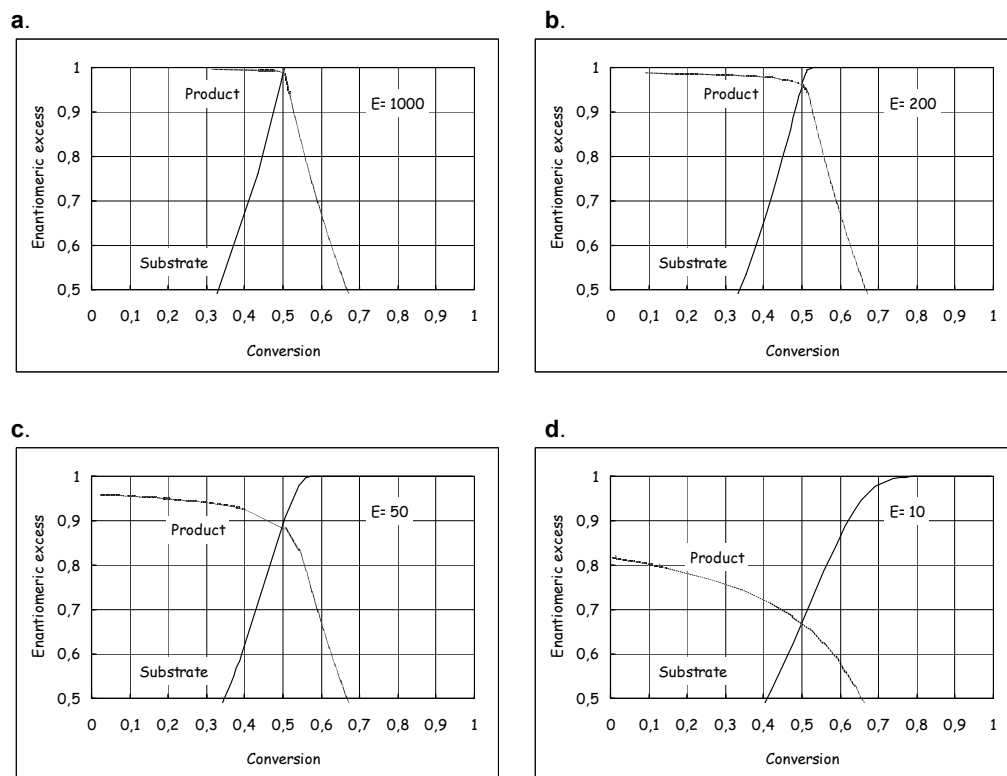 a.
Enantiomeric excess
1
0,9
0,8
0,7
0,6
0,5
Product
E= 1000
Substrate
0 0,1 0,2 0,3 0,4 0,5 0,6 0,7 0,8 0,9 1
Conversion
b.
Enantiomeric excess
1
0,9
0,8
0,7
0,6
0,5
Product
E= 200
Substrate
0 0,1 0,2 0,3 0,4 0,5 0,6 0,7 0,8 0,9 1
Conversion
c.
Enantiomeric excess
1
0,9
0,8
0,7
0,6
0,5
Product
E= 50
Substrate
0 0,1 0,2 0,3 0,4 0,5 0,6 0,7 0,8 0,9 1
Conversion
d.
Enantiomeric excess
1
0,9
0,8
0,7
0,6
0,5
Product
E= 10
Substrate
0 0,1 0,2 0,3 0,4 0,5 0,6 0,7 0,8 0,9 1
Conversion